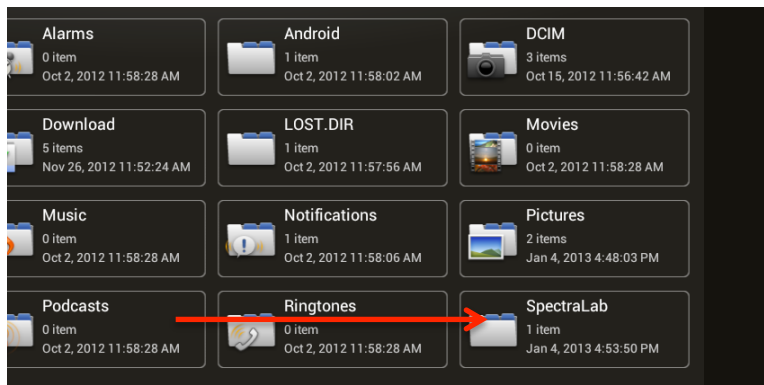 Alarms
0 item
Oct 2, 2012 11:58:28 AM
Android
1 item
Oct 2, 2012 11:58:02 AM
DCIM
3 items
Oct 15, 2012 11:56:42 AM
Download
5 items
Nov 26, 2012 11:52:24 AM
LOST.DIR
1 item
Oct 2, 2012 11:57:56 AM
Movies
0 item
Oct 2, 2012 11:58:28 AM
Music
0 item
Oct 2, 2012 11:58:28 AM
Notifications
1 item
Oct 2, 2012 11:58:06 AM
Pictures
2 items
Jan 4, 2013 4:48:03 PM
Podcasts
0 item
Oct 2, 2012 11:58:28 AM
Ringtones
0 item
Oct 2, 2012 11:58:28 AM
SpectraLab
1 item
Jan 4, 2013 4:53:50 PM